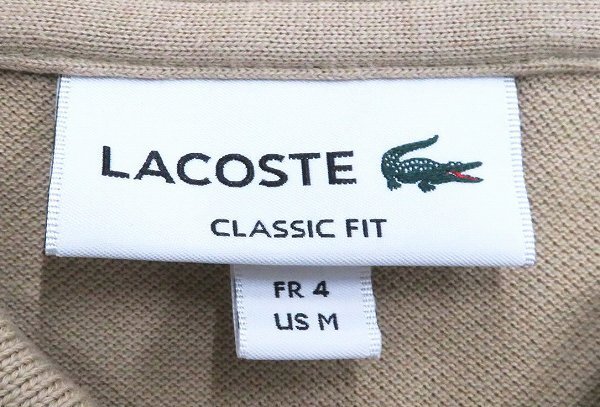 LACOSTE
CLASSIC FIT
FR 4
US M